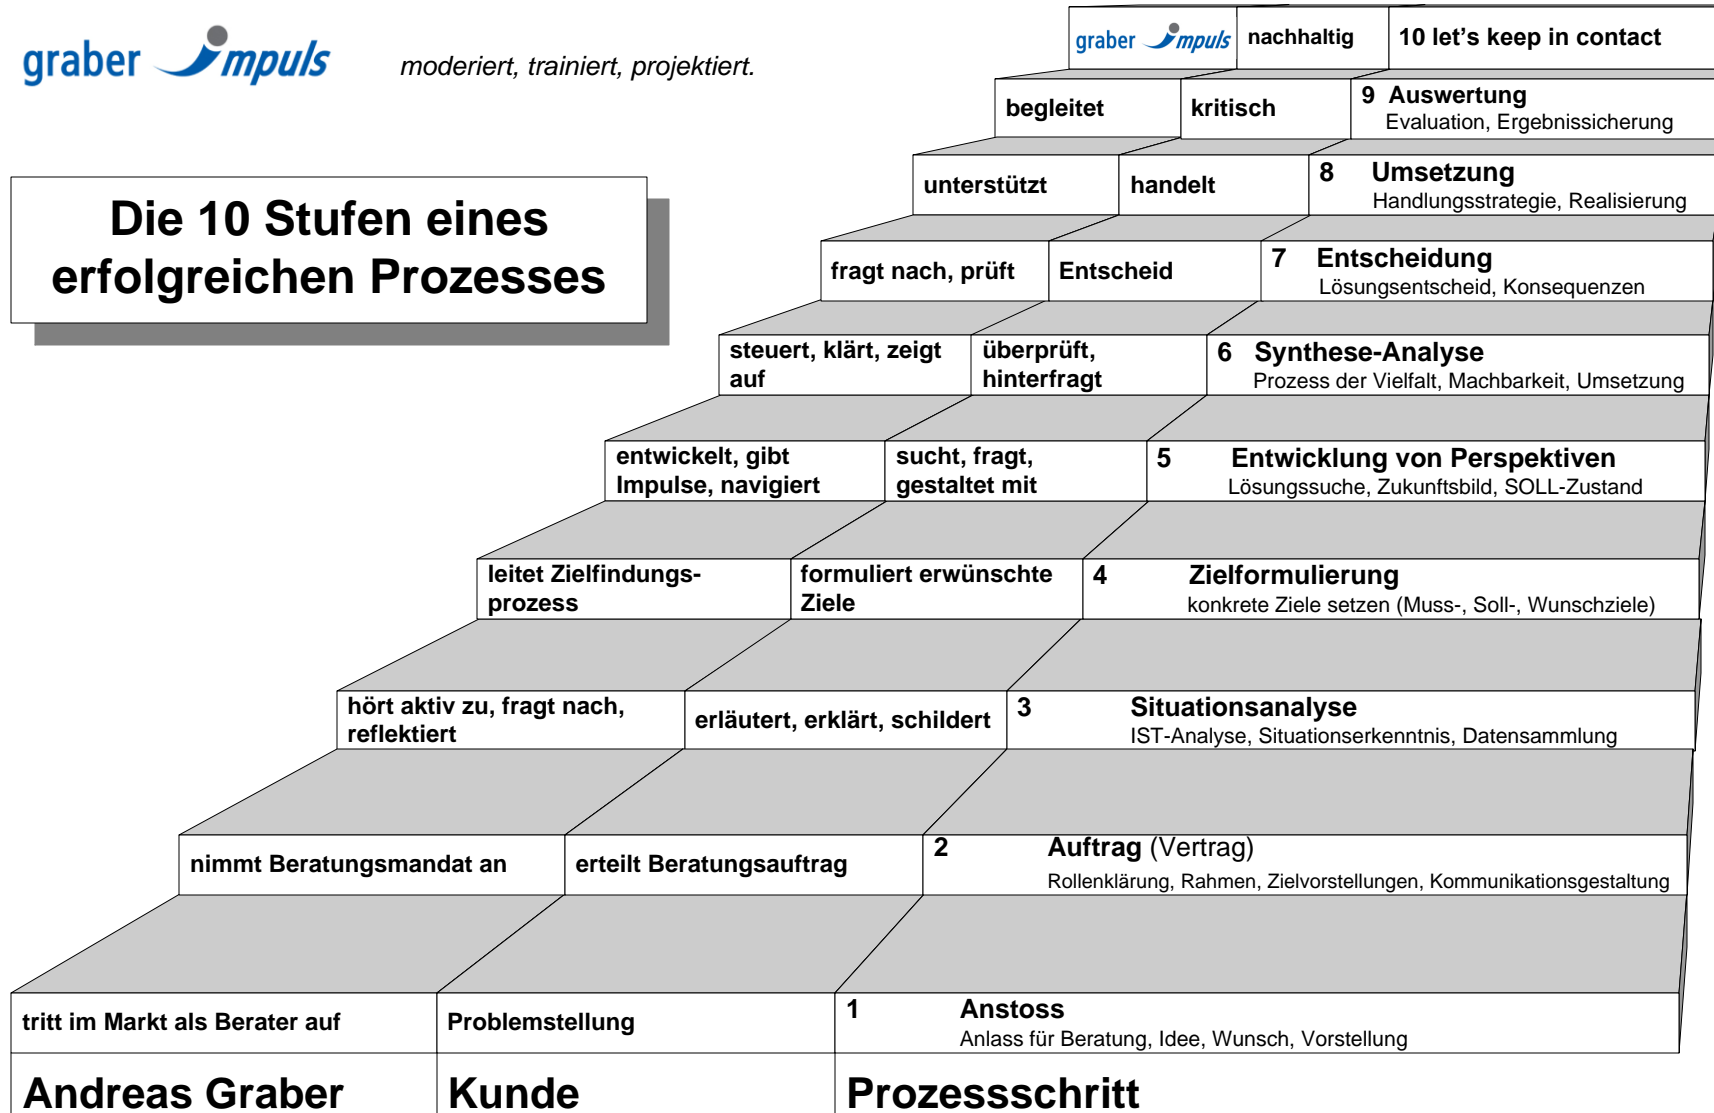 graber impuls
moderiert, trainiert, projektiert.
Die 10 Stufen eines
erfolgreichen Prozesses
graber impuls
nachhaltig
10 let's keep in contact
begleitet
kritisch
9 Auswertung
Evaluation, Ergebnissicherung
unterstützt
handelt
8 Umsetzung
Handlungsstrategie, Realisierung
fragt nach, prüft
Entscheid
7 Entscheidung
Lösungsentscheid, Konsequenzen
steuert, klärt, zeigt
auf
überprüft,
hinterfragt
6 Synthese-Analyse
Prozess der Vielfalt, Machbarkeit, Umsetzung
entwickelt, gibt
Impulse, navigiert
sucht, fragt,
gestaltet mit
5 Entwicklung von Perspektiven
Lösungssuche, Zukunftsbild, SOLL-Zustand
leitet Zielfindungs-
prozess
formuliert erwünschte
Ziele
4 Zielformulierung
konkrete Ziele setzen (Muss-, Soll-, Wunschziele)
hört aktiv zu, fragt nach,
reflektiert
erläutert, erklärt, schildert
3 Situationsanalyse
IST-Analyse, Situationserkenntnis, Datensammlung
nimmt Beratungsmandat an
erteilt Beratungsauftrag
2 Auftrag (Vertrag)
Rollenklärung, Rahmen, Zielvorstellungen, Kommunikationsgestaltung
tritt im Markt als Berater auf
Problemstellung
1 Anstoss
Anlass für Beratung, Idee, Wunsch, Vorstellung
Andreas Graber
Kunde
Prozessschritt